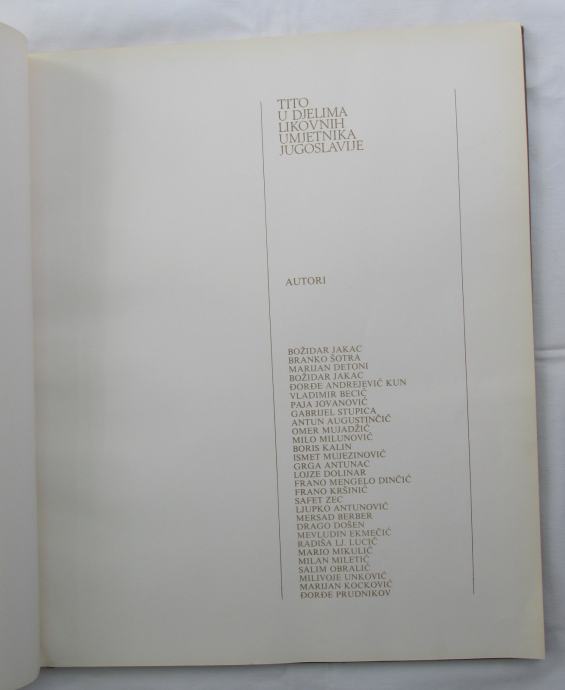 TITO
U DJELIMA
LIKOVNIH
UMJETNIKA
JUGOSLAVIJE
AUTORI
BOŽIDAR JAKAC
BRANKO ŠOTRA
MARIJAN DETONI
BOŽIDAR JAKAC
ĐORĐE ANDREJEVIĆ KUN
VLADIMIR BECIĆ
PAJA JOVANOVIĆ
GABRIJEL STUPICA
ANTUN AUGUSTINČIĆ
OMER MUJADŽIĆ
MILO MILUNOVIĆ
BORIS KALIN
ISMET MUJEZINOVIĆ
GRGA ANTUNAC
LOJZE DOLINAR
FRANO MENGELO DINČIĆ
FRANO KRŠINIĆ
SAFET ZEC
LJUPKO ANTUNOVIĆ
MERSAD BERBER
DRAGO DOŠEN
MEVLUDIN EKMEČIĆ
RADIŠA LJ. LUCIĆ
MARIO MIKULIĆ
MILAN MILETIĆ
SALIM OBRALIĆ
MILIVOJE UNKOVIĆ
MARIJAN KOCKOVIĆ
ĐORĐE PRUDNIKOV